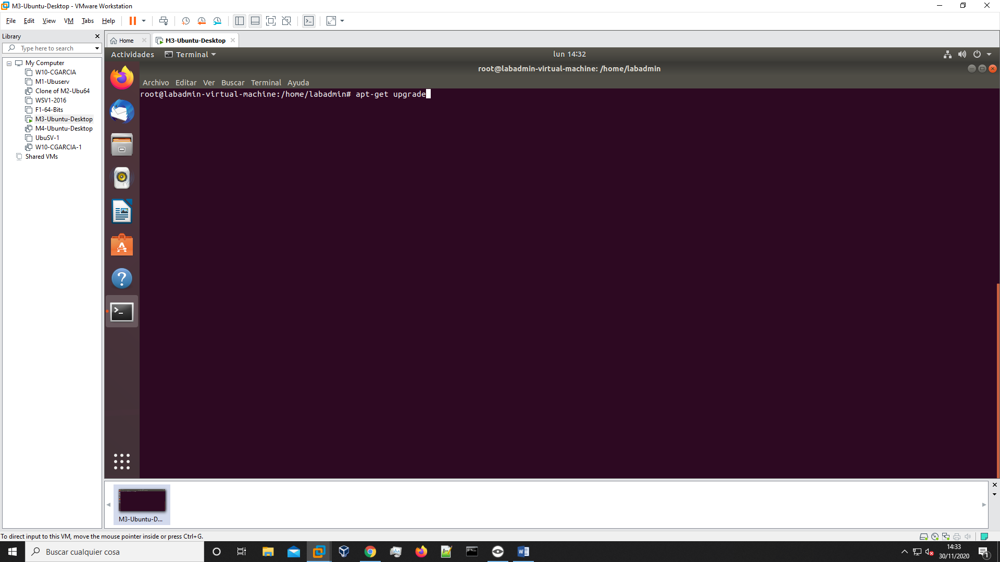 M3-Ubuntu-Desktop - VMware Workstation
File Edit View VM Tabs Help
Library
Type here to search
My Computer
W10-CGARCIA
M1-Ubuserv
Clone of M2-Ubu64
WSV1-2016
F1-64-Bits
M3-Ubuntu-Desktop
M4-Ubuntu-Desktop
UbuSV-1
W10-CGARCIA-1
Shared VMs
Home
M3-Ubuntu-Desktop
Actividades
Terminal
lun 14:32
root@labadmin-virtual-machine: /home/labadmin
Archivo Editar Ver Buscar Terminal Ayuda
root@labadmin-virtual-machine:/home/labadmin# apt-get upgrade
M3-Ubuntu-D...
To direct input to this VM, move the mouse pointer inside or press Ctrl+G.
Buscar cualquier cosa
14:33
30/11/2020
1